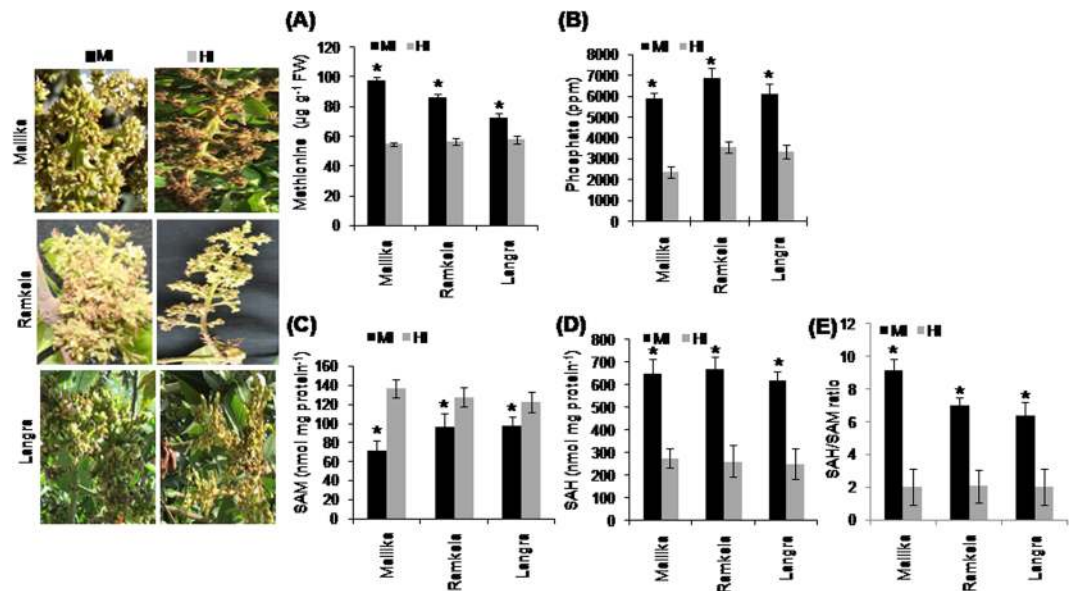 MI HI
Mallika
Ramkela
Langra
(A)
MI HI
Methionine (µg g-1 FW)
120
100
80
60
40
20
0
* * *
Mallika Ramkela Langra
(B)
MI HI
Phosphate (ppm)
8000
7000
6000
5000
4000
3000
2000
1000
0
* * *
Mallika Ramkela Langra
(C)
MI HI
SAM (nmol mg protein-1)
160
140
120
100
80
60
40
20
0
* * *
Mallika Ramkela Langra
(D)
MI HI
SAH (nmol mg protein-1)
800
700
600
500
400
300
200
100
0
* * *
Mallika Ramkela Langra
(E)
MI HI
SAH/SAM ratio
12
10
8
6
4
2
0
* * *
Mallika Ramkela Langra